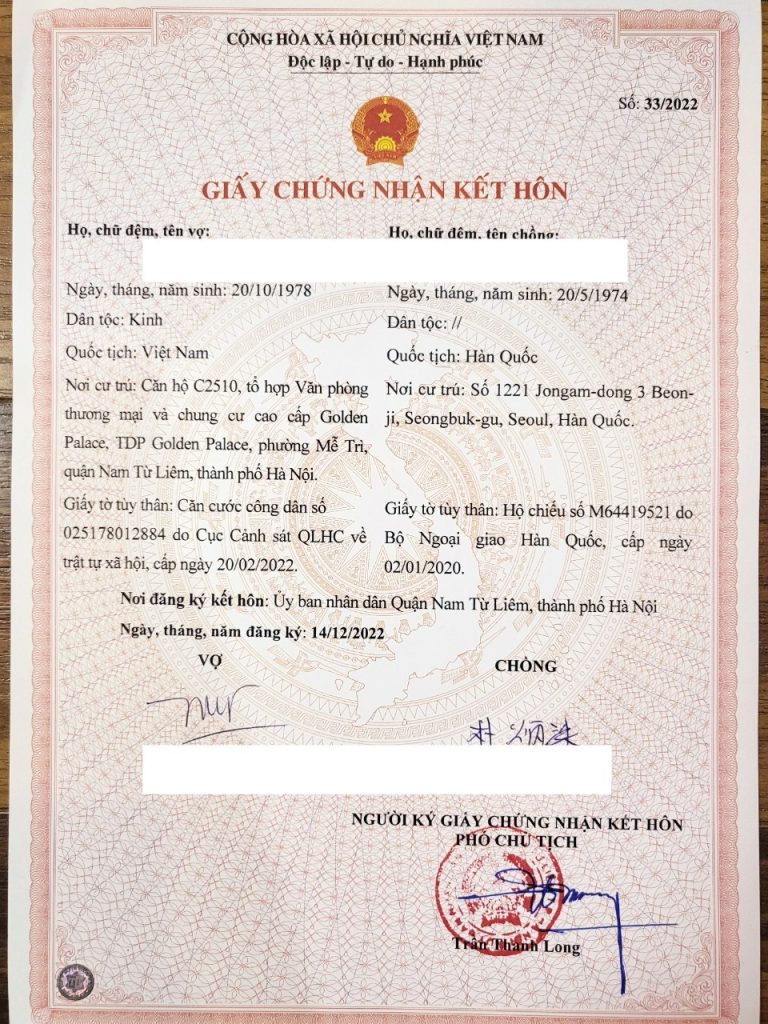 CỘNG HÒA XÃ HỘI CHỦ NGHĨA VIỆT NAM
Độc lập - Tự do - Hạnh phúc
Số: 33/2022
GIẤY CHỨNG NHẬN KẾT HÔN
Họ, chữ đệm, tên vợ:
Ngày, tháng, năm sinh: 20/10/1978
Dân tộc: Kinh
Quốc tịch: Việt Nam
Nơi cư trú: Căn hộ C2510, tổ hợp Văn phòng
thương mại và chung cư cao cấp Golden
Palace, TDP Golden Palace, phường Mễ Trì,
quận Nam Từ Liêm, thành phố Hà Nội.
Giấy tờ tùy thân: Căn cước công dân số
025178012884 do Cục Cảnh sát QLHC về
trật tự xã hội, cấp ngày 20/02/2022.
Họ, chữ đệm, tên chồng:
Ngày, tháng, năm sinh: 20/5/1974
Dân tộc: //
Quốc tịch: Hàn Quốc
Nơi cư trú: Số 1221 Jongam-dong 3 Beon-
ji, Seongbuk-gu, Seoul, Hàn Quốc.
Giấy tờ tùy thân: Hộ chiếu số M64419521 do
Bộ Ngoại giao Hàn Quốc, cấp ngày
02/01/2020.
Nơi đăng ký kết hôn: Ủy ban nhân dân Quận Nam Từ Liêm, thành phố Hà Nội
Ngày, tháng, năm đăng ký: 14/12/2022
VỢ
CHỒNG
NGƯỜI KÝ GIẤY CHỨNG NHẬN KẾT HÔN
PHÓ CHỦ TỊCH
Trần Thanh Long